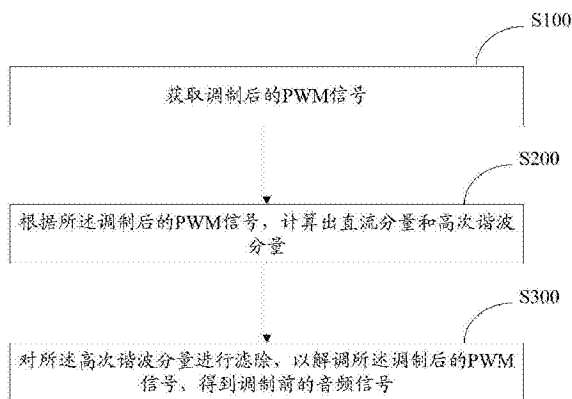 S100
获取调制后的PWM信号
S200
根据所述调制后的PWM信号，计算出直流分量和高次谐波
分量
S300
对所述高次谐波分量进行滤除，以解调所述调制后的PWM
信号，得到调制前的音频信号